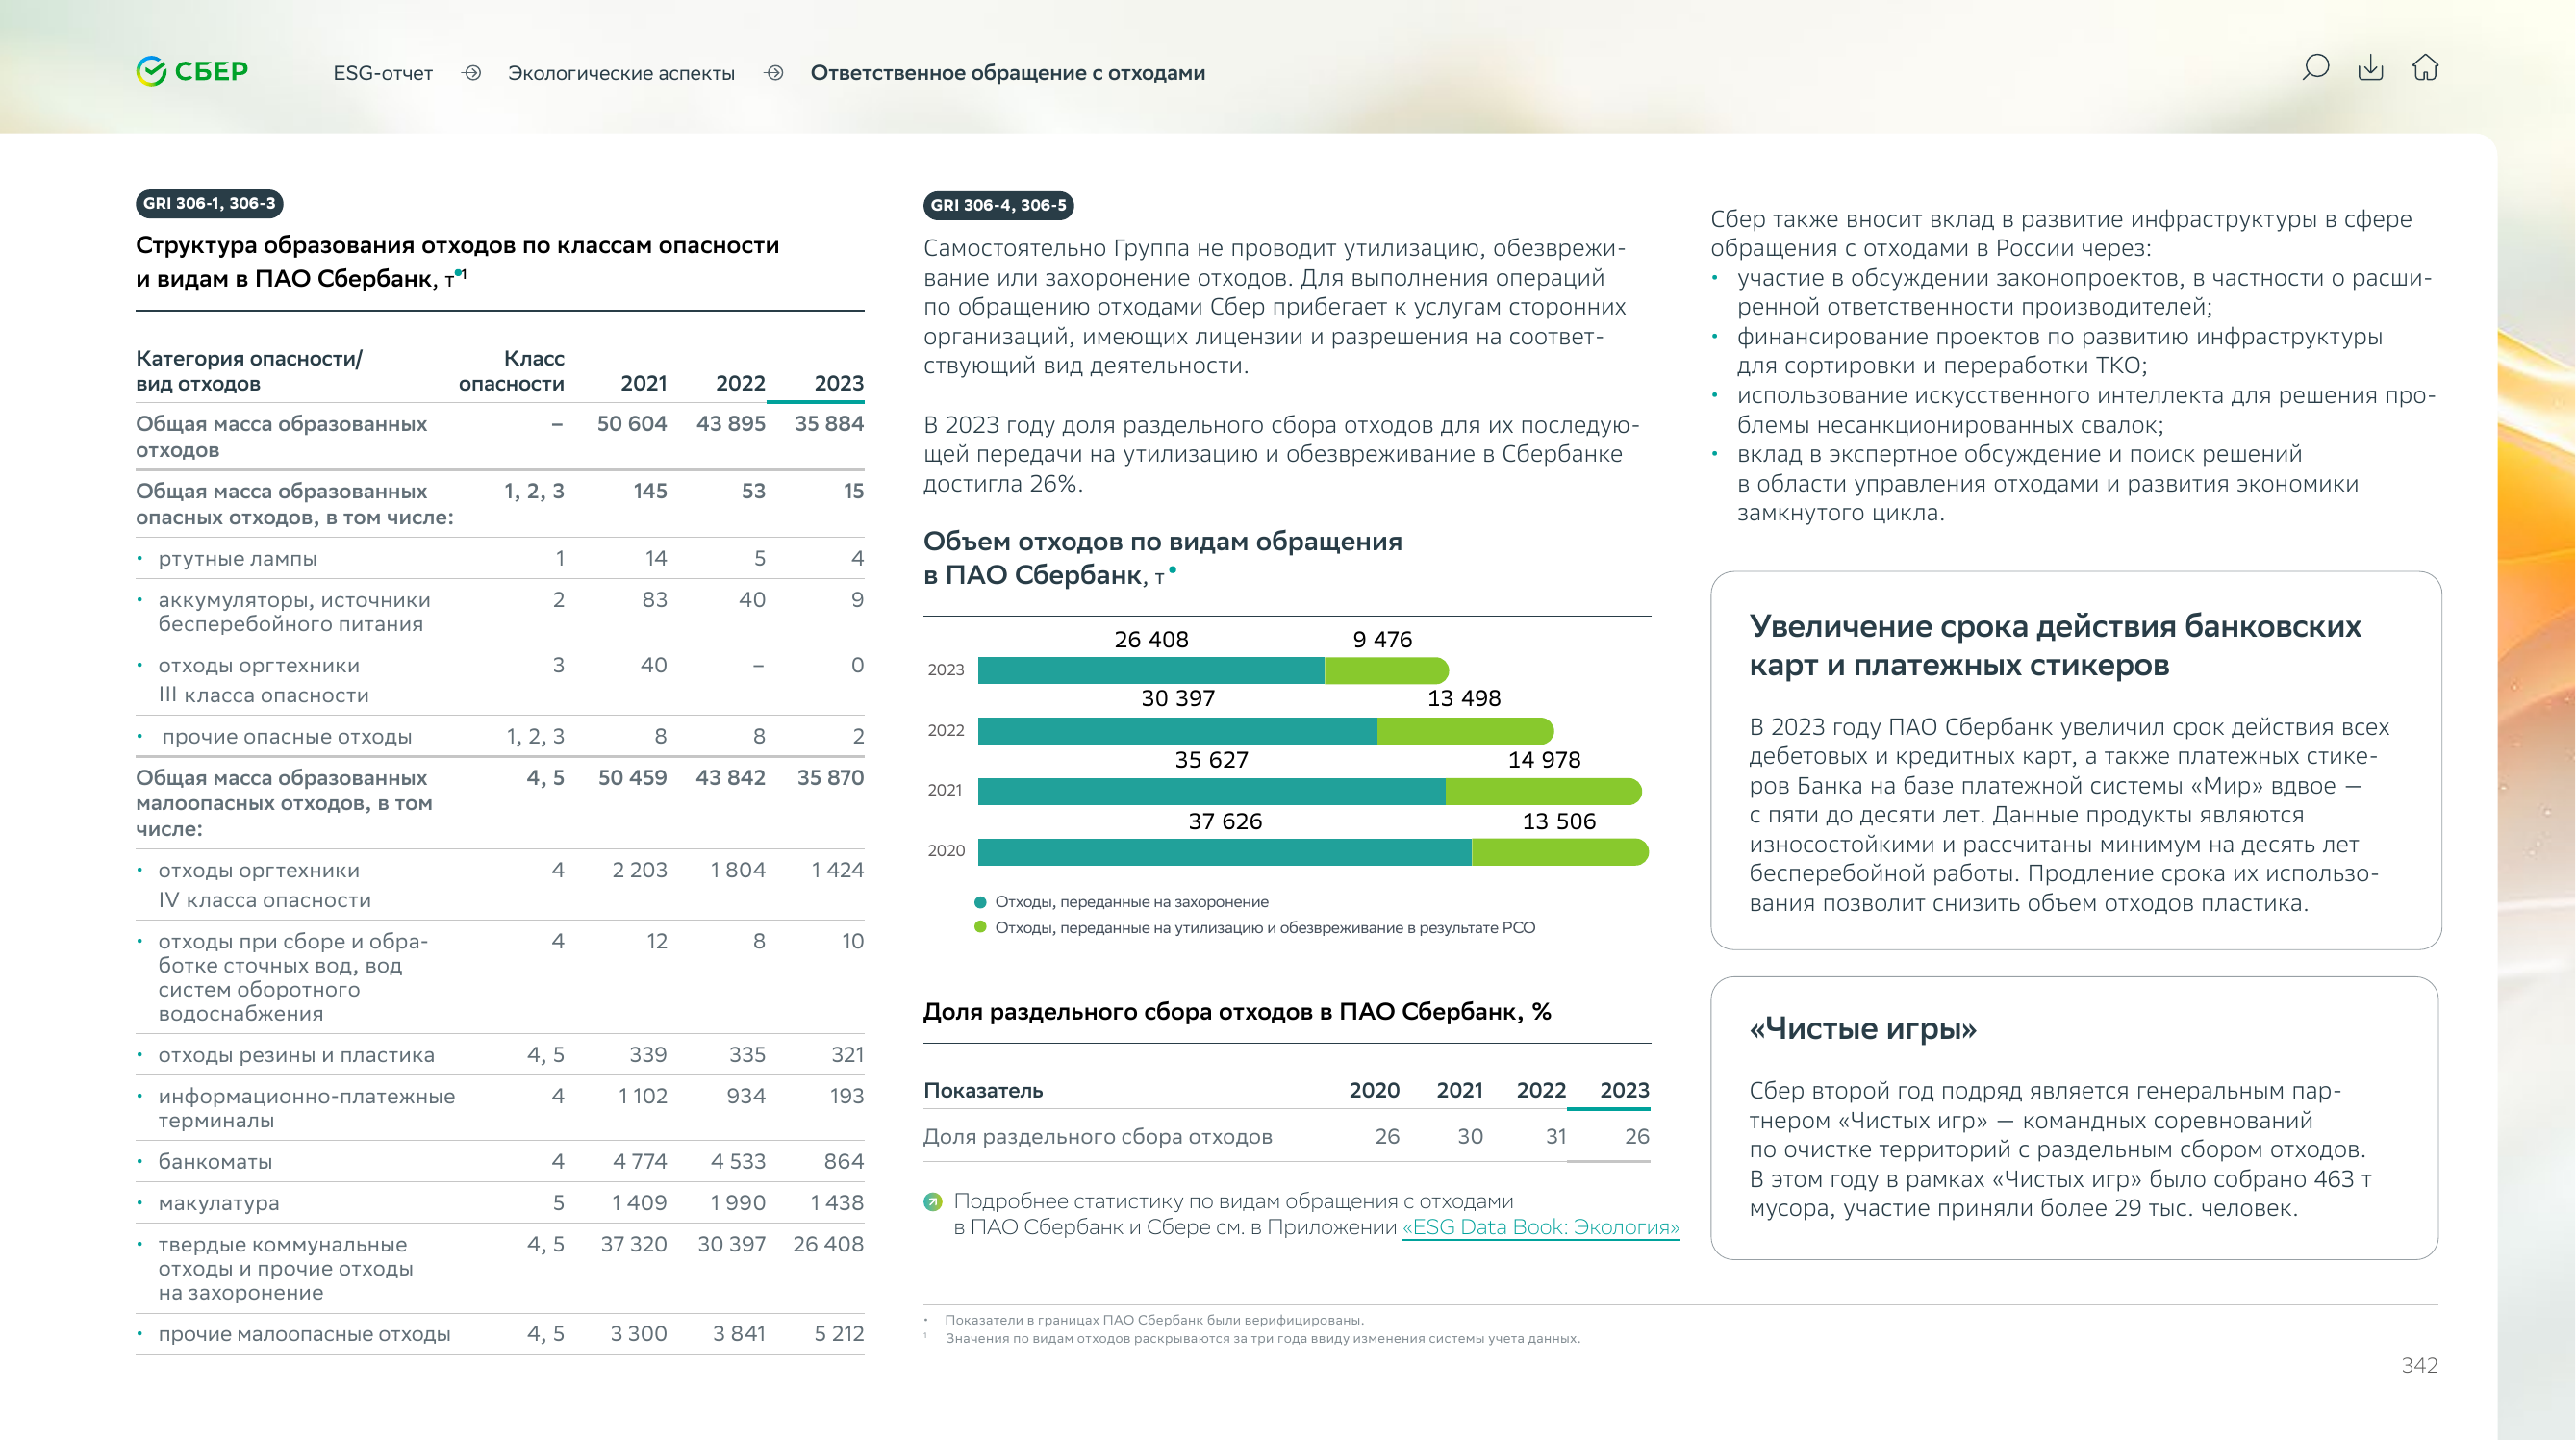 СБЕР
ESG-отчет
Экологические аспекты
Ответственное обращение с отходами
GRI 306-1, 306-3
Структура образования отходов по классам опасности
и видам в ПАО Сбербанк, т•1
Категория опасности/
вид отходов
Класс
опасности 2021 2022 2023
Общая масса образованных
отходов – 50 604 43 895 35 884
Общая масса образованных
опасных отходов, в том числе: 1, 2, 3 145 53 15
• ртутные лампы 1 14 5 4
• аккумуляторы, источники
бесперебойного питания 2 83 40 9
• отходы оргтехники
III класса опасности 3 40 – 0
• прочие опасные отходы 1, 2, 3 8 8 2
Общая масса образованных
малоопасных отходов, в том
числе: 4, 5 50 459 43 842 35 870
• отходы оргтехники
IV класса опасности 4 2 203 1 804 1 424
• отходы при сборе и обра-
ботке сточных вод, вод
систем оборотного
водоснабжения 4 12 8 10
• отходы резины и пластика 4, 5 339 335 321
• информационно-платежные
терминалы 4 1 102 934 193
• банкоматы 4 4 774 4 533 864
• макулатура 5 1 409 1 990 1 438
• твердые коммунальные
отходы и прочие отходы
на захоронение 4, 5 37 320 30 397 26 408
• прочие малоопасные отходы 4, 5 3 300 3 841 5 212
GRI 306-4, 306-5
Самостоятельно Группа не проводит утилизацию, обезврежи-
вание или захоронение отходов. Для выполнения операций
по обращению отходами Сбер прибегает к услугам сторонних
организаций, имеющих лицензии и разрешения на соответ-
ствующий вид деятельности.
В 2023 году доля раздельного сбора отходов для их последую-
щей передачи на утилизацию и обезвреживание в Сбербанке
достигла 26%.
Объем отходов по видам обращения
в ПАО Сбербанк, т•
26 408 9 476
2023
30 397 13 498
2022
35 627 14 978
2021
37 626 13 506
2020
Отходы, переданные на захоронение
Отходы, переданные на утилизацию и обезвреживание в результате РСО
Доля раздельного сбора отходов в ПАО Сбербанк, %
Показатель 2020 2021 2022 2023
Доля раздельного сбора отходов 26 30 31 26
Подробнее статистику по видам обращения с отходами
в ПАО Сбербанк и Сбере см. в Приложении «ESG Data Book: Экология»
Сбер также вносит вклад в развитие инфраструктуры в сфере
обращения с отходами в России через:
• участие в обсуждении законопроектов, в частности о расши-
ренной ответственности производителей;
• финансирование проектов по развитию инфраструктуры
для сортировки и переработки ТКО;
• использование искусственного интеллекта для решения про-
блемы несанкционированных свалок;
• вклад в экспертное обсуждение и поиск решений
в области управления отходами и развития экономики
замкнутого цикла.
Увеличение срока действия банковских
карт и платежных стикеров
В 2023 году ПАО Сбербанк увеличил срок действия всех
дебетовых и кредитных карт, а также платежных стике-
ров Банка на базе платежной системы «Мир» вдвое —
с пяти до десяти лет. Данные продукты являются
износостойкими и рассчитаны минимум на десять лет
бесперебойной работы. Продление срока их использо-
вания позволит снизить объем отходов пластика.
«Чистые игры»
Сбер второй год подряд является генеральным пар-
тнером «Чистых игр» — командных соревнований
по очистке территорий с раздельным сбором отходов.
В этом году в рамках «Чистых игр» было собрано 463 т
мусора, участие приняли более 29 тыс. человек.
• Показатели в границах ПАО Сбербанк были верифицированы.
1 Значения по видам отходов раскрываются за три года ввиду изменения системы учета данных.
342